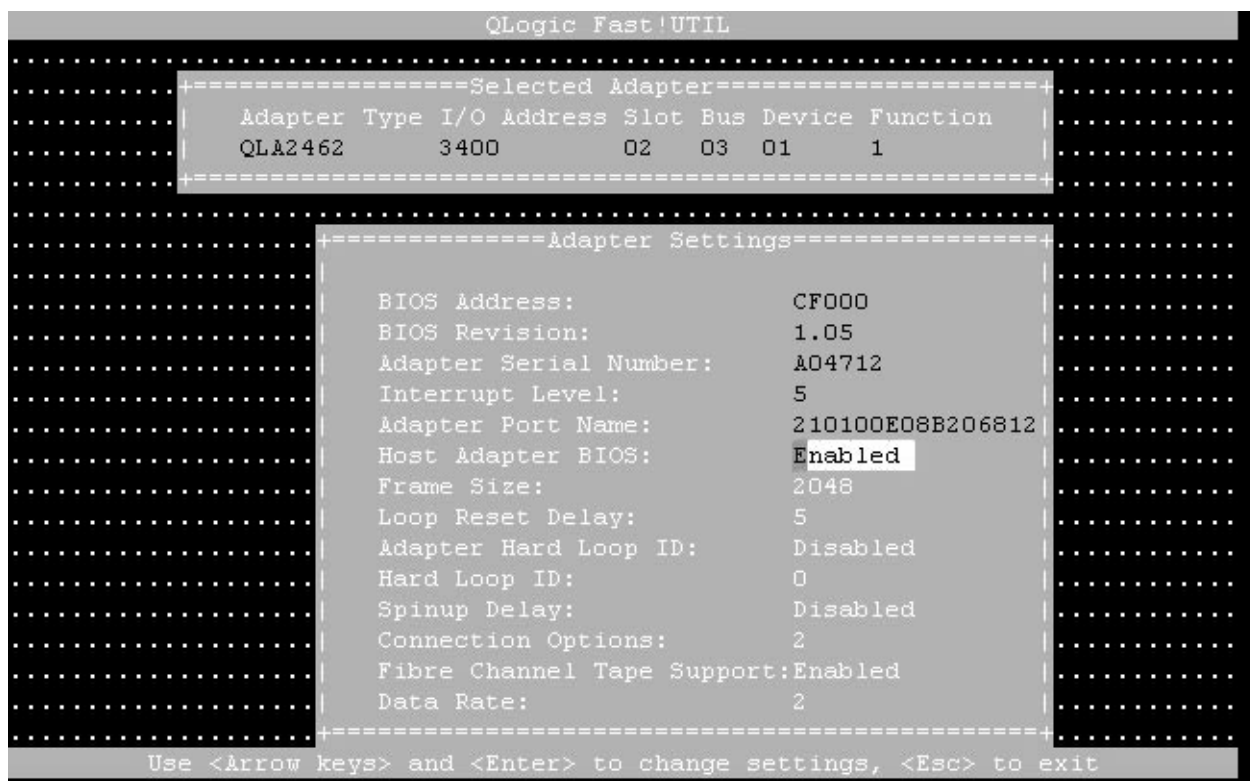 QLogic Fast!UTIL
Selected Adapter
Adapter Type I/O Address Slot Bus Device Function
QLA2462 3400 02 03 01 1
Adapter Settings
BIOS Address: CF000
BIOS Revision: 1.05
Adapter Serial Number: A04712
Interrupt Level: 5
Adapter Port Name: 210100E08B206812
Host Adapter BIOS: Enabled
Frame Size: 2048
Loop Reset Delay: 5
Adapter Hard Loop ID: Disabled
Hard Loop ID: 0
Spinup Delay: Disabled
Connection Options: 2
Fibre Channel Tape Support:Enabled
Data Rate: 2
Use <Arrow keys> and <Enter> to change settings, <Esc> to exit